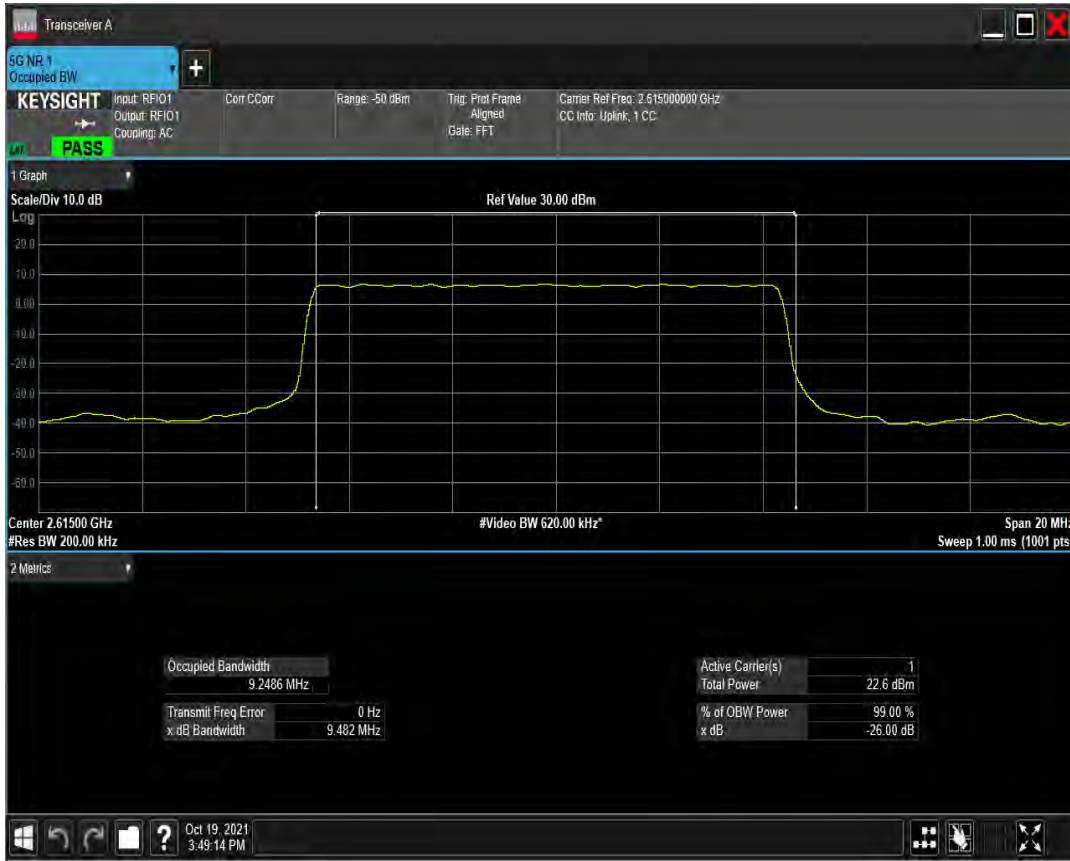 Transceiver A
5G NR 1
Occupied BW
+
KEYSIGHT
Input: RFIO1
Output: RFIO1
Coupling: AC
Corr CCorr
Range: -50 dBm
Trig: Prot Frame
Aligned
Gate: FFT
Carrier Ref Freq: 2.615000000 GHz
CC Info: Uplink, 1 CC
PASS
1 Graph
Scale/Div 10.0 dB
Ref Value 30.00 dBm
Log
20.0
10.0
0.00
-10.0
-20.0
-30.0
-40.0
-50.0
-60.0
Center 2.61500 GHz
#Video BW 620.00 kHz*
Span 20 MHz
#Res BW 200.00 kHz
Sweep 1.00 ms (1001 pts
2 Metrics
Occupied Bandwidth
9.2486 MHz
Transmit Freq Error 0 Hz
x dB Bandwidth 9.482 MHz
Active Carrier(s) 1
Total Power 22.6 dBm
% of OBW Power 99.00 %
x dB -26.00 dB
?
Oct 19, 2021
3:49:14 PM